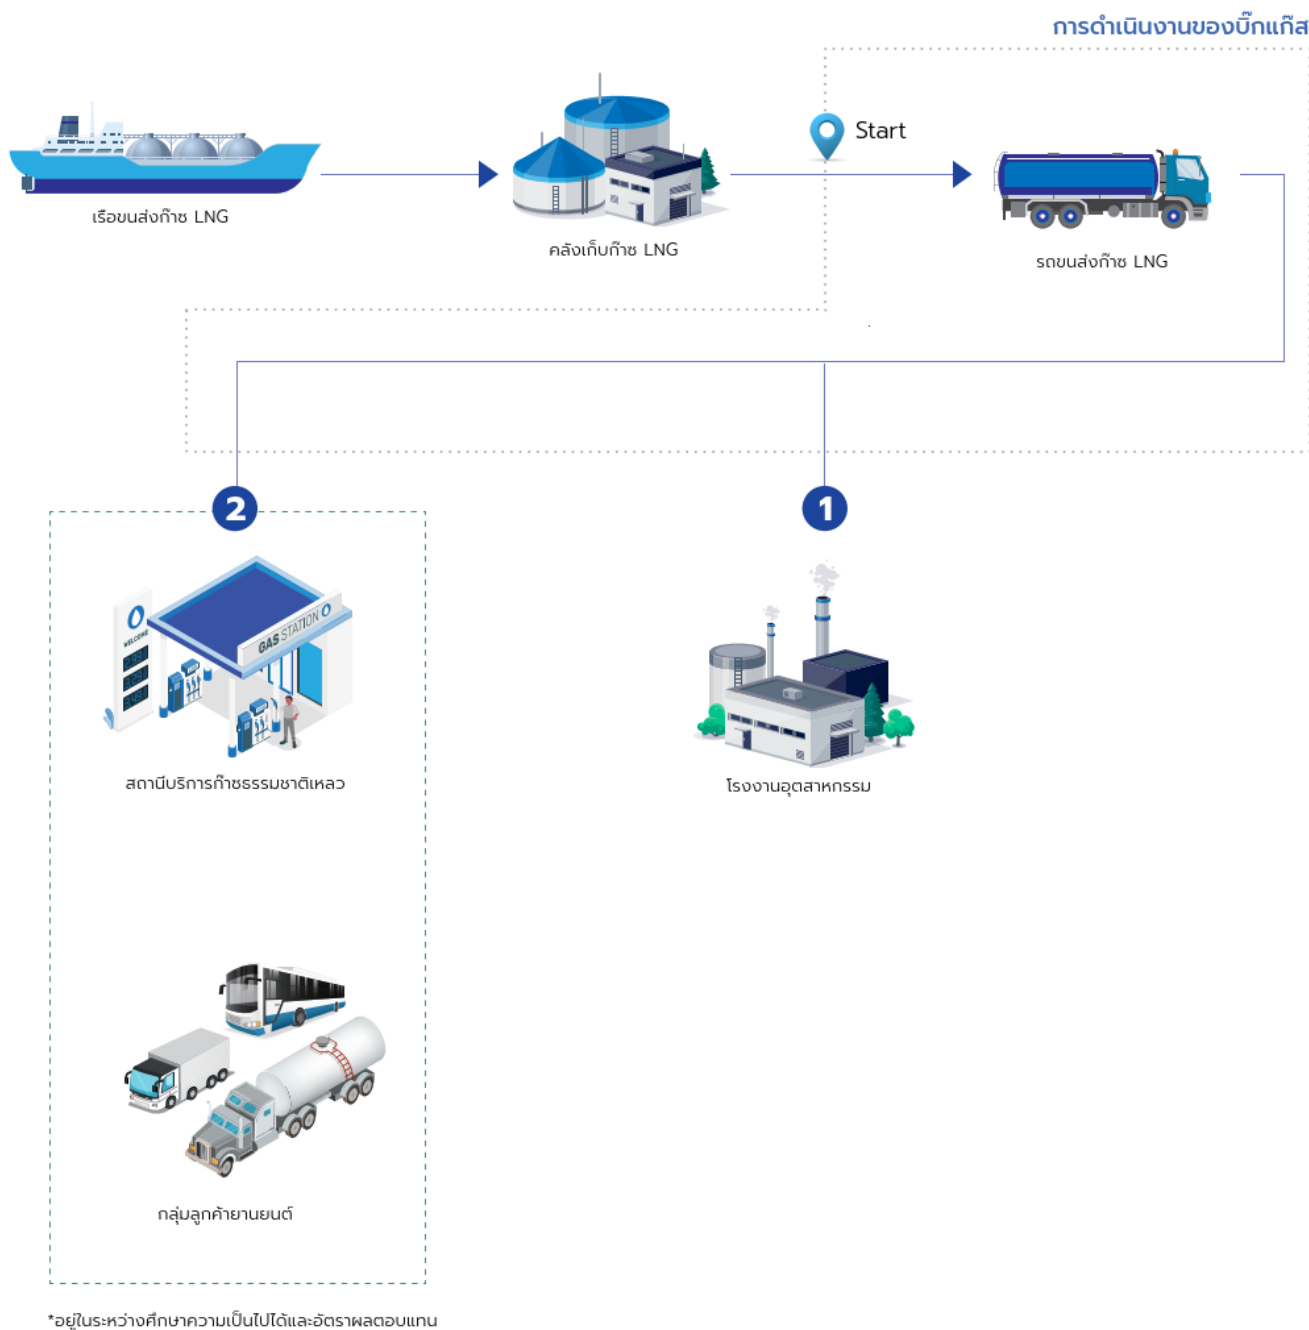 การดำเนินงานของบิ๊กแก๊ส
Start
เรือขนส่งก๊าซ LNG
คลังเก็บก๊าซ LNG
รถขนส่งก๊าซ LNG
2
1
WELCOME
GAS STATION
สถานีบริการก๊าซธรรมชาติเหลว
โรงงานอุตสาหกรรม
กลุ่มลูกค้ายานยนต์
*อยู่ในระหว่างศึกษาความเป็นไปได้และอัตราผลตอบแทน